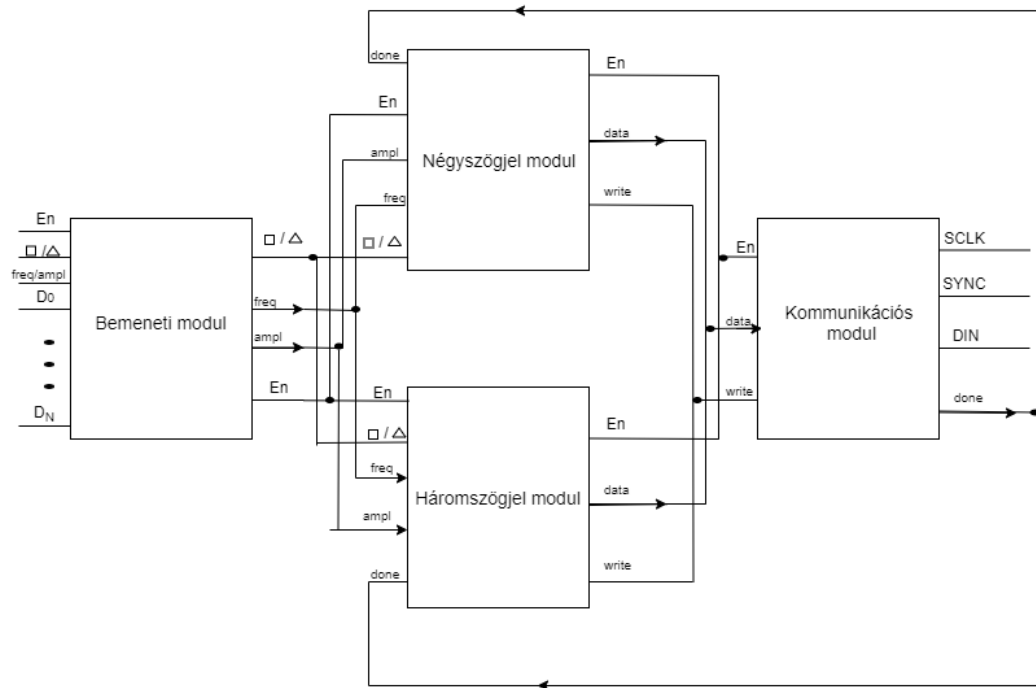 En
□ / △
freq/ampl
D0
DN
Bemeneti modul
□ / △
freq
ampl
En
done
En
ampl
freq
□ / △
Négyszögjel modul
En
data
write
En
□ / △
freq
ampl
done
Háromszögjel modul
En
data
write
En
data
write
Kommunikációs
modul
SCLK
SYNC
DIN
done